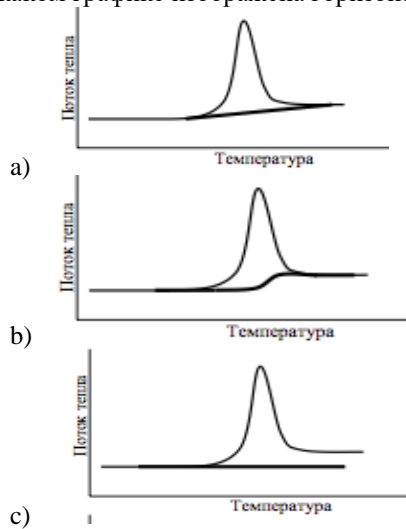 Поток тепла
Температура
a)
Поток тепла
Температура
b)
Поток тепла
Температура
c)